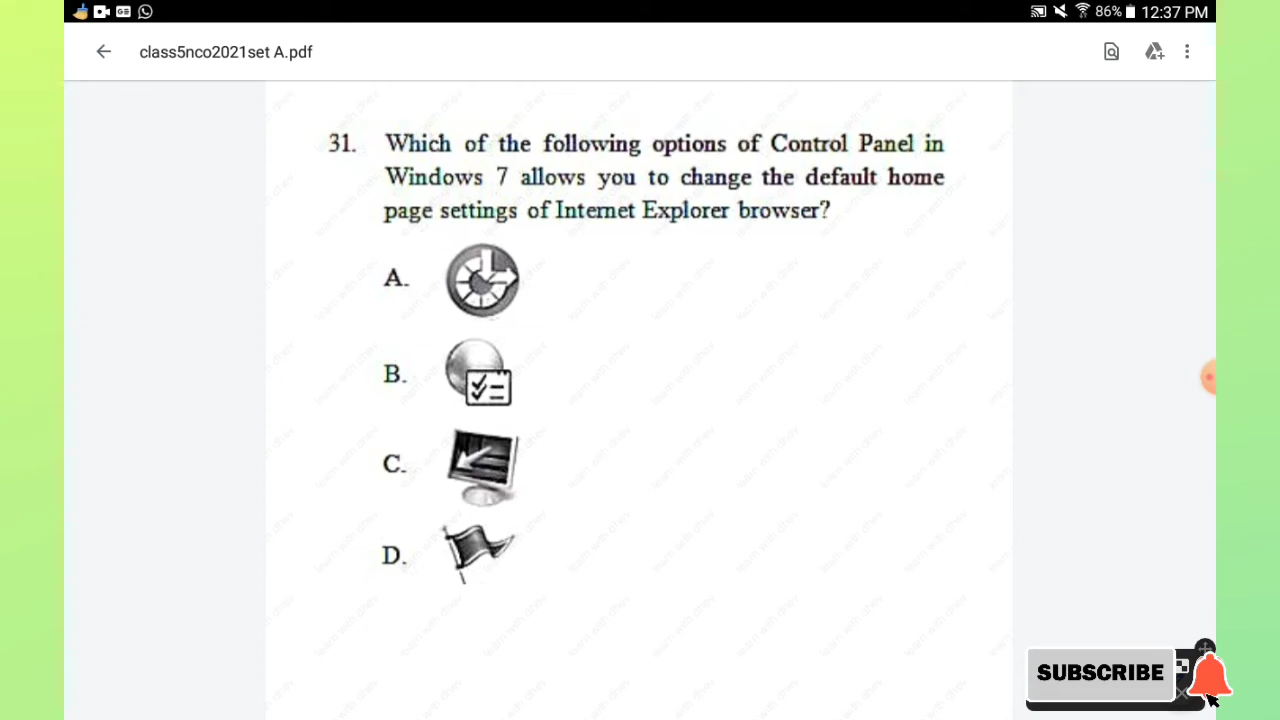 86% 12:37 PM
class5nco2021set A.pdf
31. Which of the following options of Control Panel in
Windows 7 allows you to change the default home
page settings of Internet Explorer browser?
A.
B.
C.
D.
SUBSCRIBE